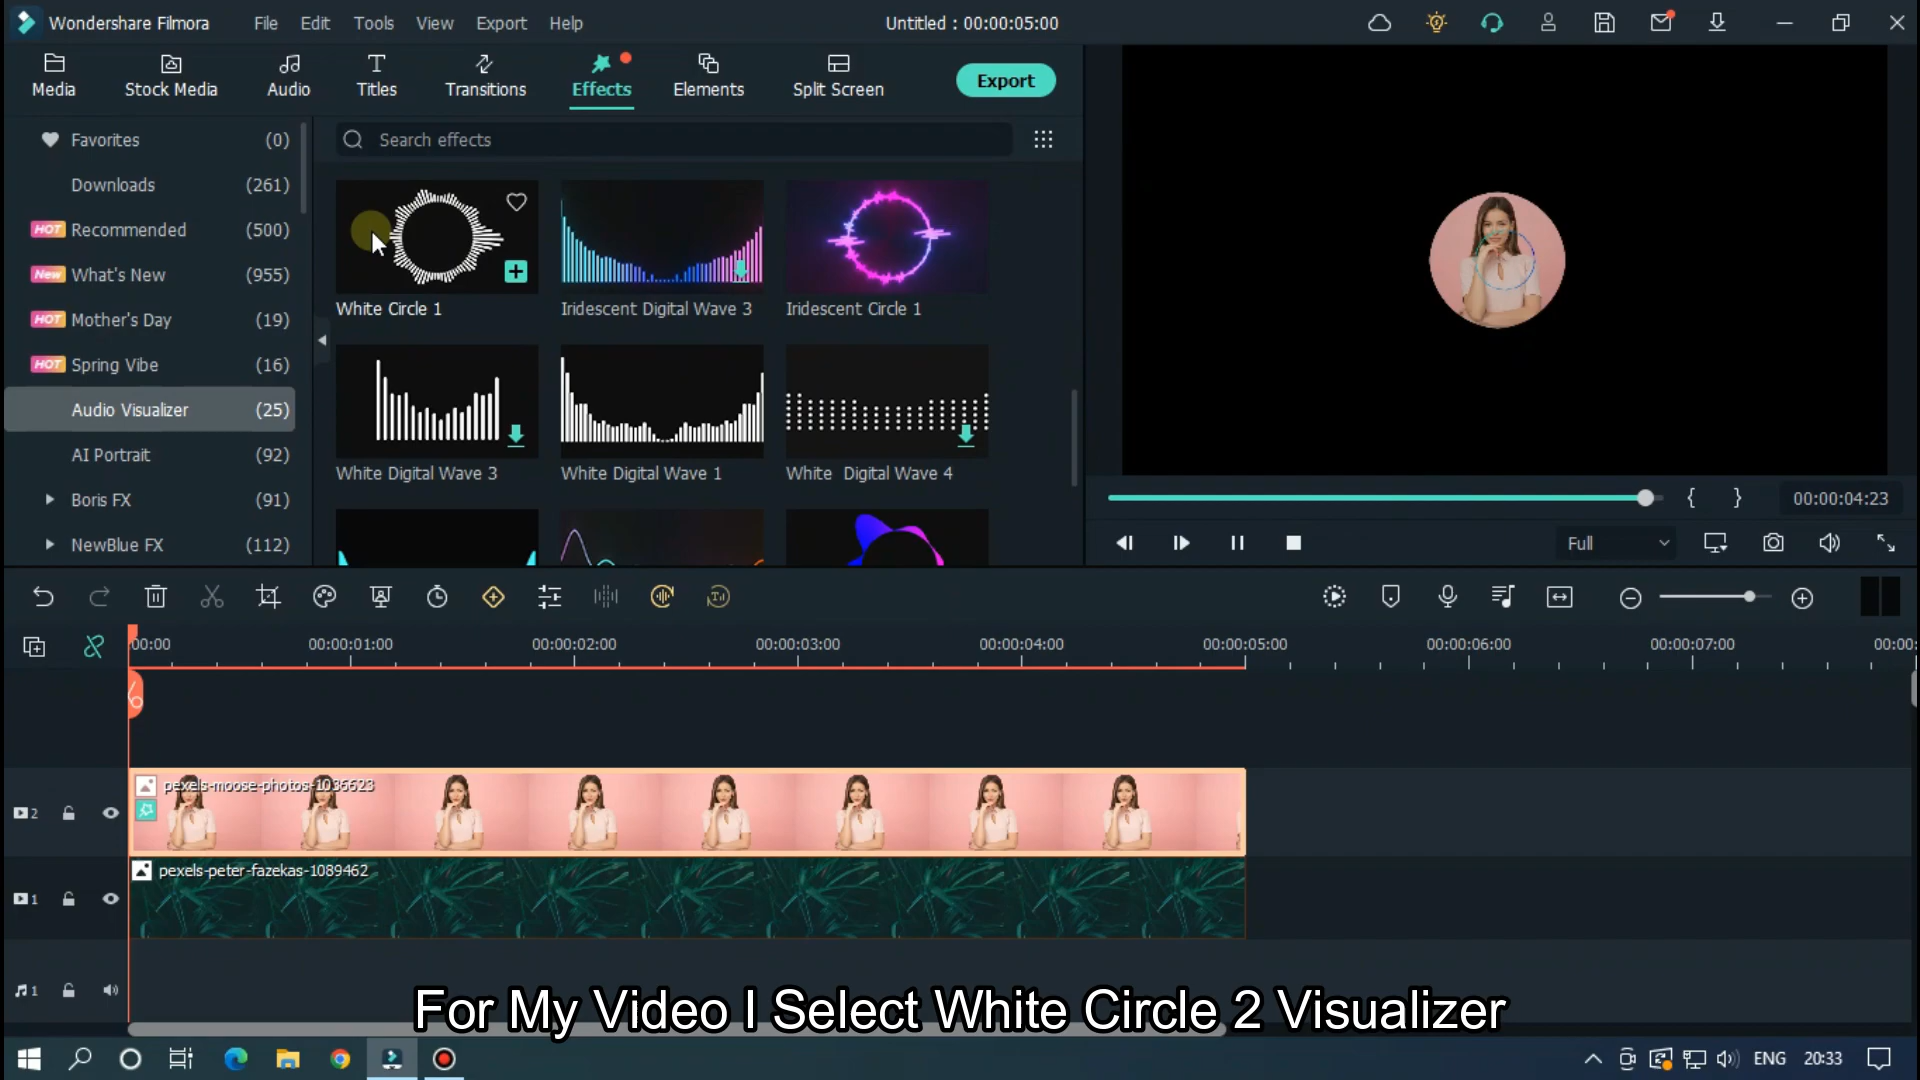 Wondershare Filmora File Edit Tools View Export Help Untitled : 00:00:05:00
Media Stock Media Audio Titles Transitions Effects Elements Split Screen Export
Favorites (0)
Downloads (261)
HOT Recommended (500)
New What's New (955)
HOT Mother's Day (19)
HOT Spring Vibe (16)
Audio Visualizer (25)
AI Portrait (92)
Boris FX (91)
NewBlue FX (112)
Search effects
White Circle 1 Iridescent Digital Wave 3 Iridescent Circle 1
White Digital Wave 3 White Digital Wave 1 White Digital Wave 4
{ } 00:00:04:23
Full
00:00 00:00:01:00 00:00:02:00 00:00:03:00 00:00:04:00 00:00:05:00 00:00:06:00 00:00:07:00 00:00:
pexels-moose-photos-1036623
2
pexels-peter-fazekas-1089462
1
1
For My Video I Select White Circle 2 Visualizer
ENG 20:33